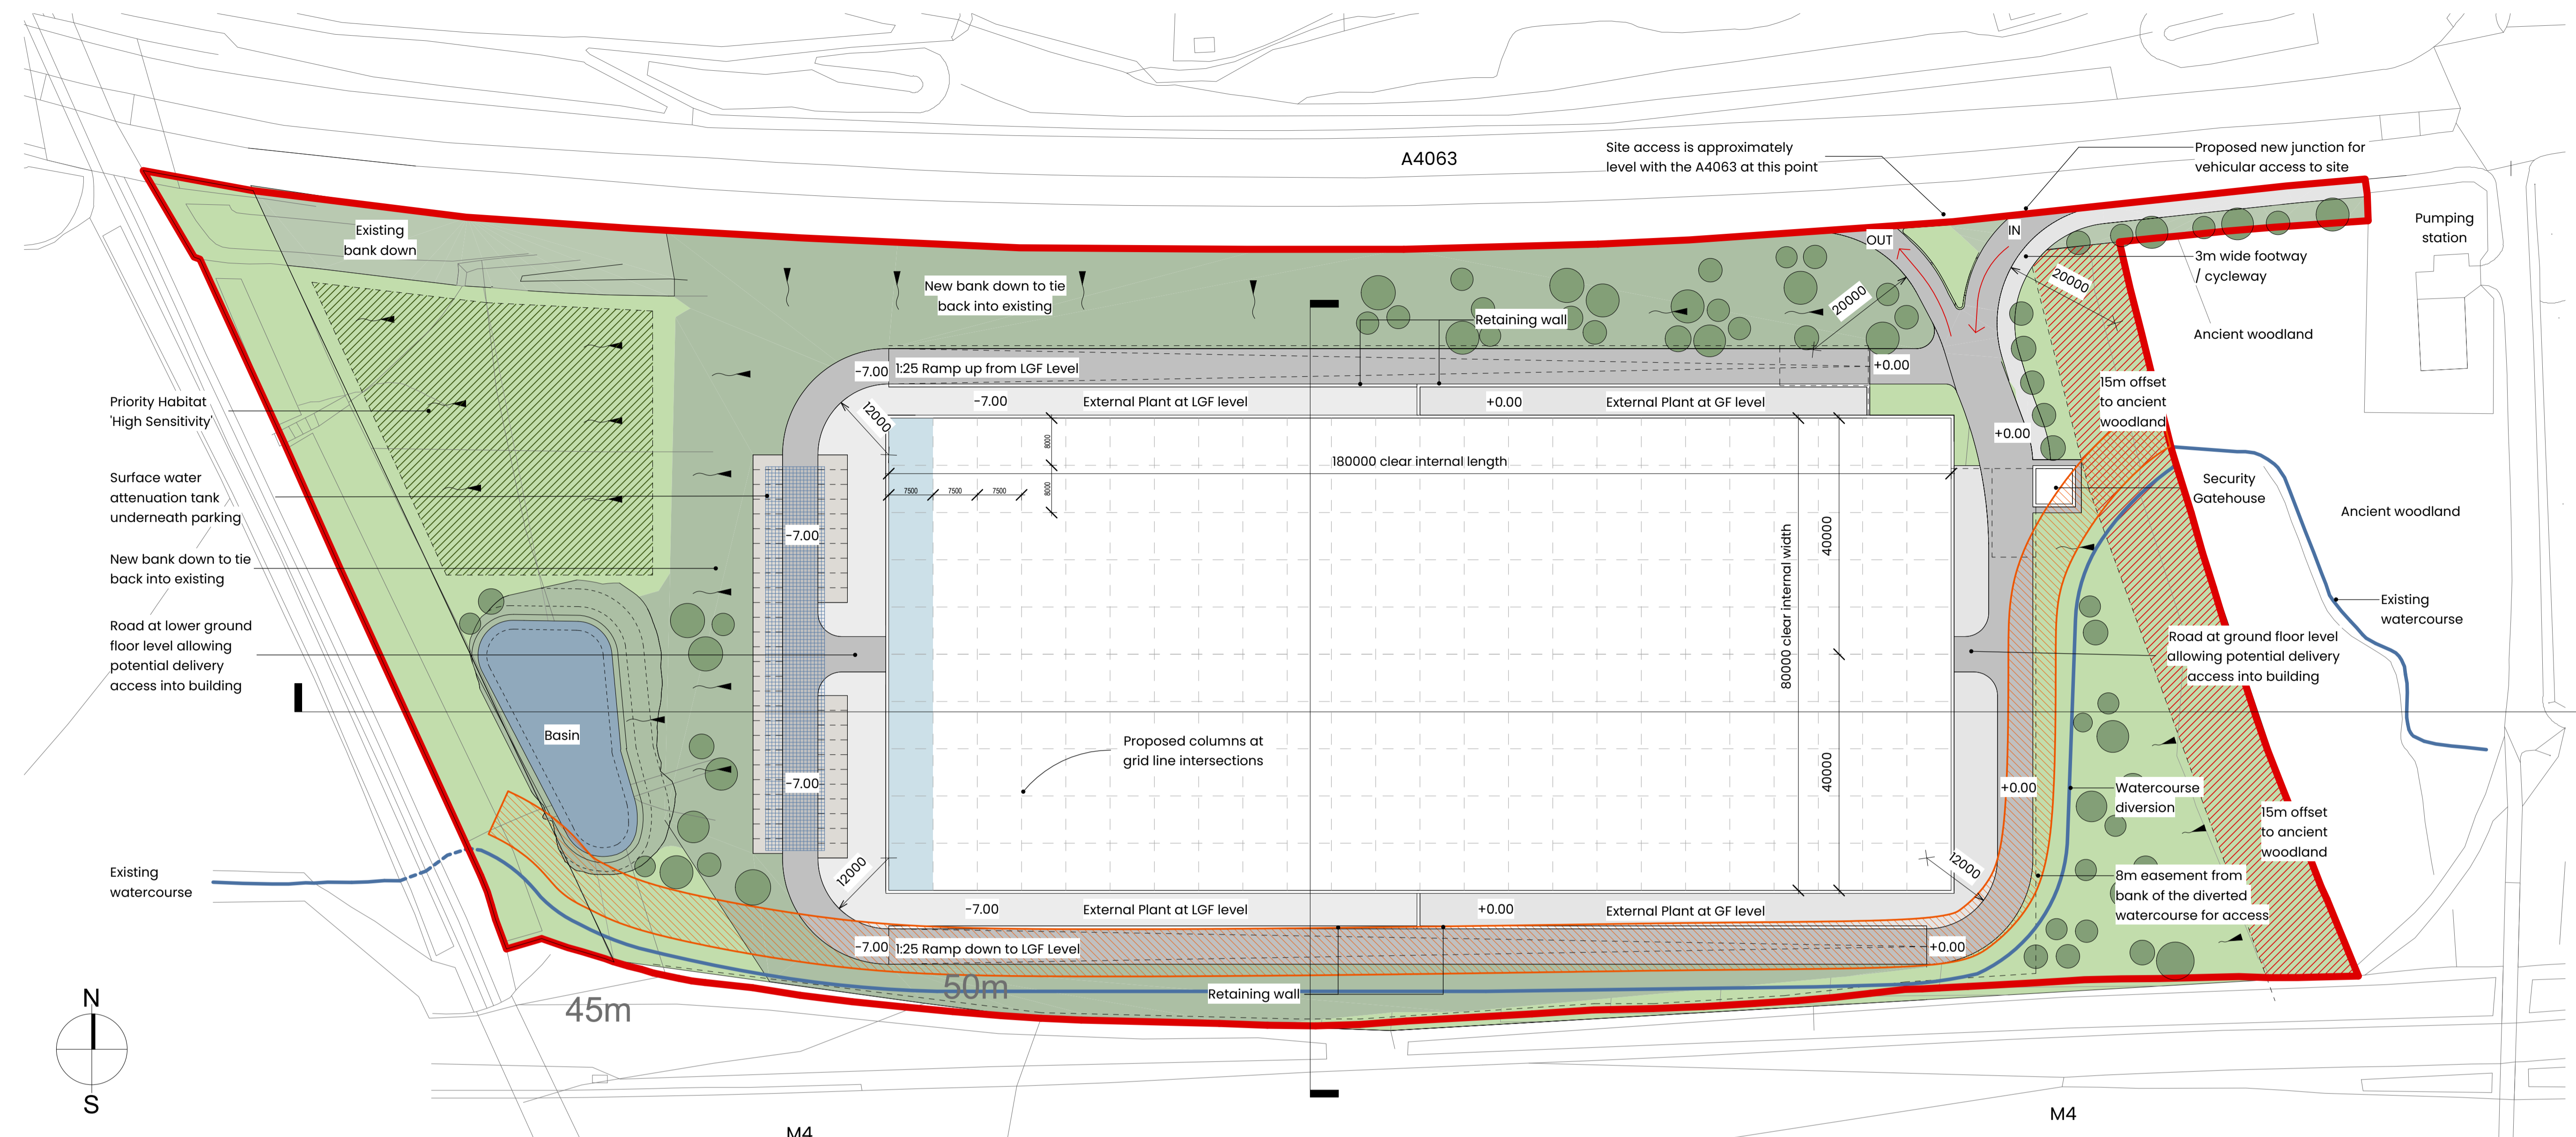 A4063
Site access is approximately
level with the A4063 at this point
Proposed new junction for
vehicular access to site
Existing
bank down
OUT
IN
Pumping
station
3m wide footway
/ cycleway
20000
20000
New bank down to tie
back into existing
Retaining wall
Ancient woodland
-7.00
1:25 Ramp up from LGF Level
+0.00
-7.00
External Plant at LGF level
+0.00
External Plant at GF level
15m offset
to ancient
woodland
Priority Habitat
'High Sensitivity'
12000
8000
+0.00
180000 clear internal length
Surface water
attenuation tank
underneath parking
7500
7500
7500
8000
Security
Gatehouse
Ancient woodland
-7.00
40000
80000 clear internal width
New bank down to tie
back into existing
Existing
watercourse
Road at lower ground
floor level allowing
potential delivery
access into building
Road at ground floor level
allowing potential delivery
access into building
Basin
Proposed columns at
grid line intersections
40000
-7.00
+0.00
Watercourse
diversion
15m offset
to ancient
woodland
Existing
watercourse
12000
12000
8m easement from
bank of the diverted
watercourse for access
-7.00
External Plant at LGF level
+0.00
External Plant at GF level
-7.00
1:25 Ramp down to LGF Level
+0.00
50m
Retaining wall
45m
N
S
M4
M4